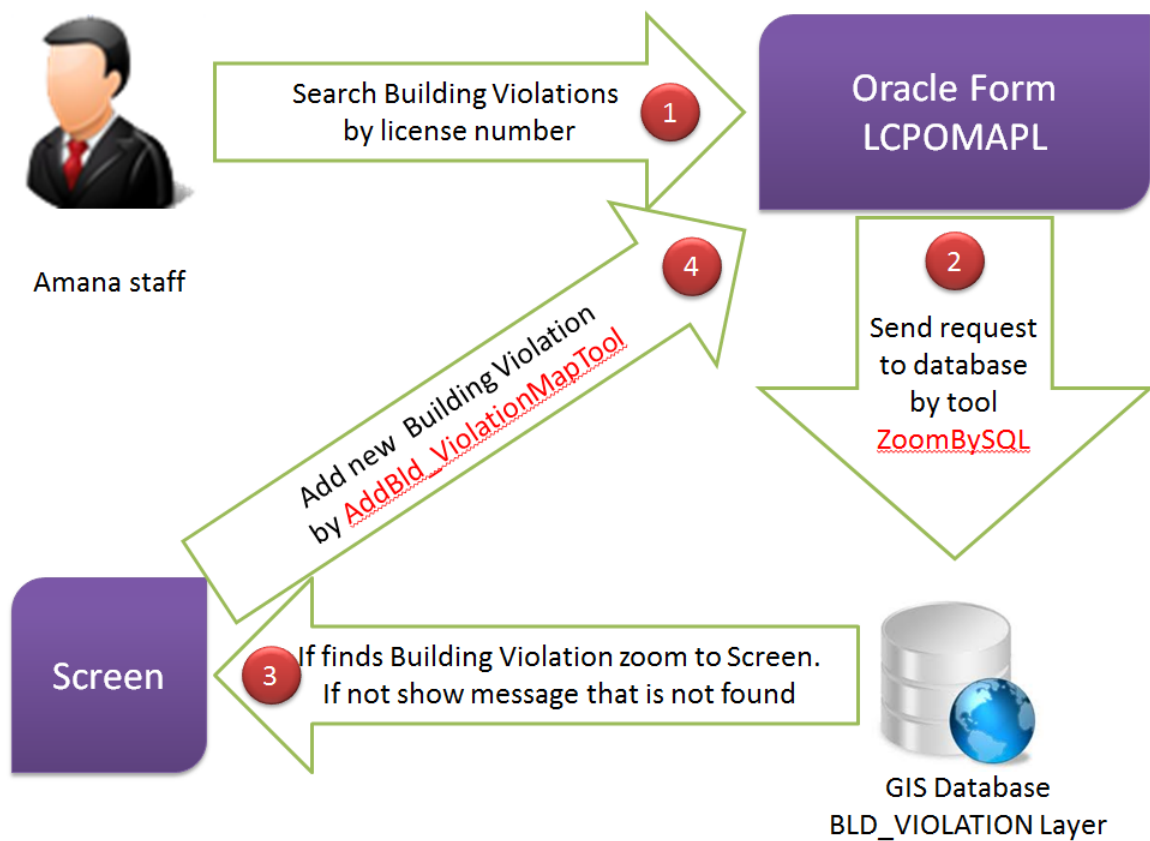 Search Building Violations
by license number
1
Oracle Form
LCPOMAPL
Amana staff
4
2
Send request
to database
by tool
ZoomBySQL
Add new Building Violation
by AddBld_ViolationMapTool
Screen
3
If finds Building Violation zoom to Screen.
If not show message that is not found
GIS Database
BLD_VIOLATION Layer